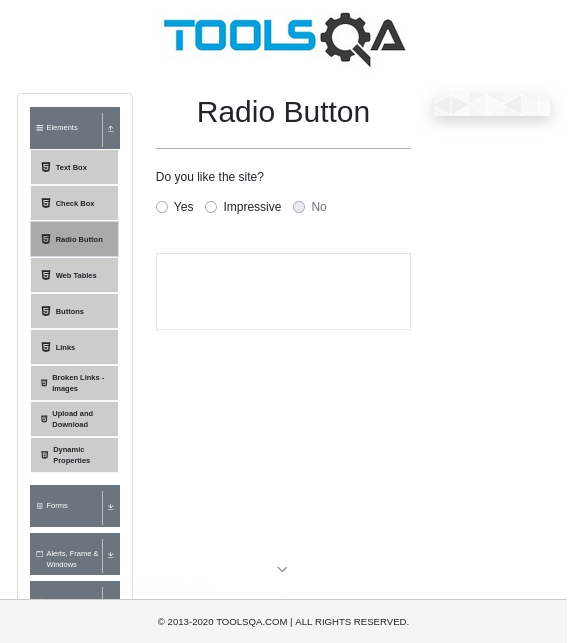 TOOLSQA
Elements
Text Box
Check Box
Radio Button
Web Tables
Buttons
Links
Broken Links -
Images
Upload and
Download
Dynamic
Properties
Forms
Alerts, Frame &
Windows
Radio Button
Do you like the site?
Yes
Impressive
No
© 2013-2020 TOOLSQA.COM | ALL RIGHTS RESERVED.